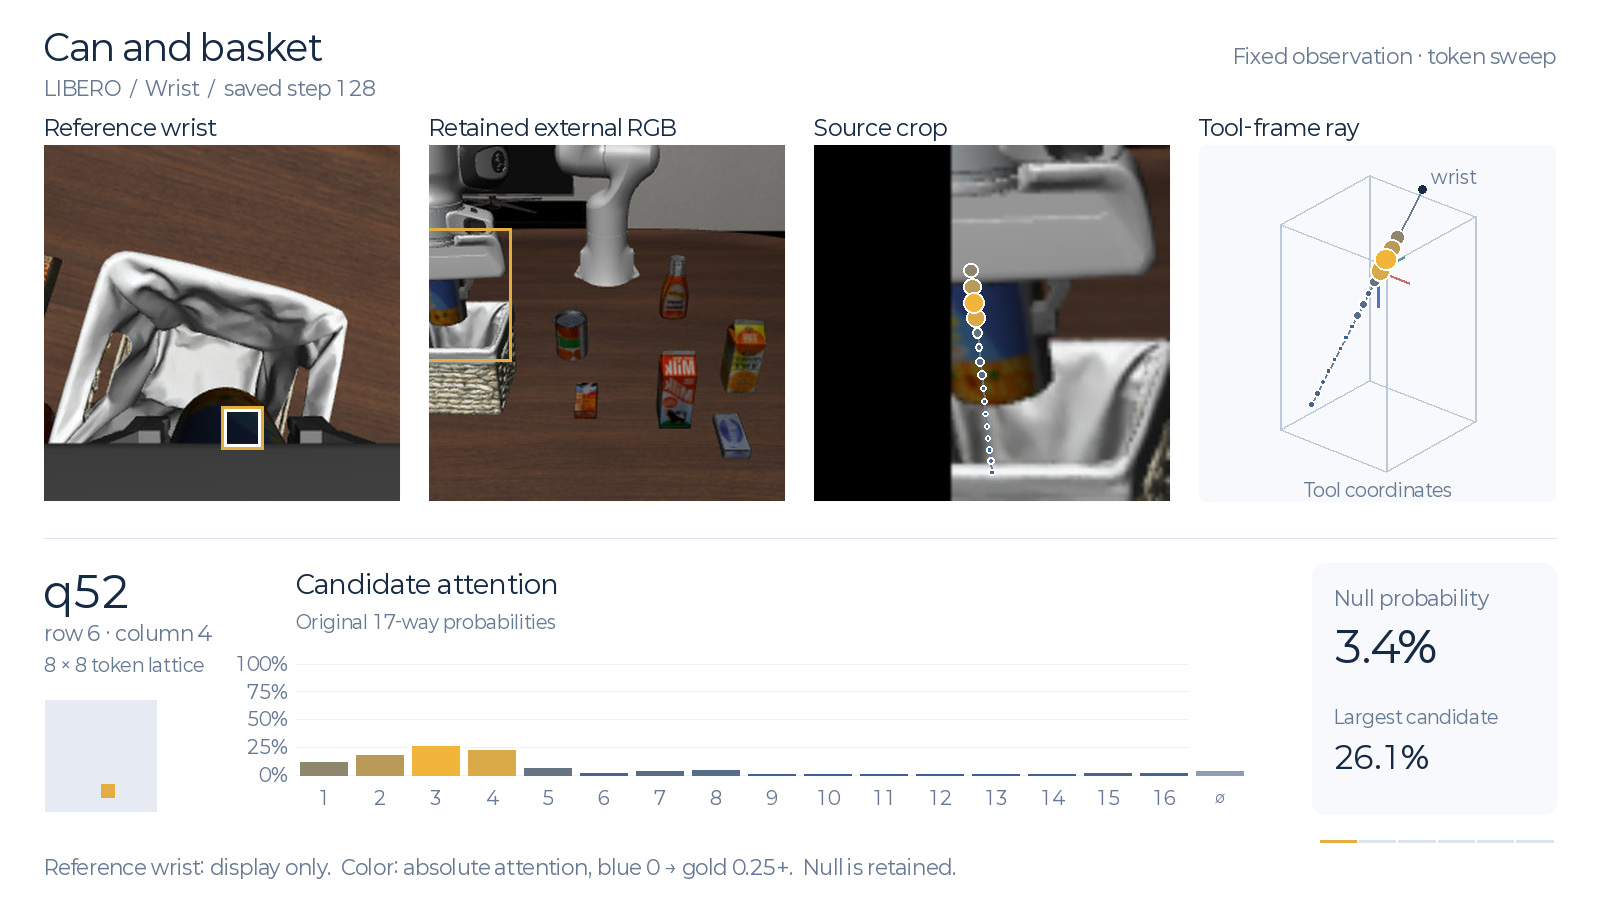 Can and basket
LIBERO / Wrist / saved step 128
Fixed observation · token sweep
Reference wrist
Retained external RGB
Source crop
Tool-frame ray
wrist
Milk
Tool coordinates
q52
row 6 · column 4
8 × 8 token lattice
Candidate attention
Original 17-way probabilities
100%
75%
50%
25%
0%
1 2 3 4 5 6 7 8 9 10 11 12 13 14 15 16 ø
Null probability
3.4%
Largest candidate
26.1%
Reference wrist: display only. Color: absolute attention, blue 0 → gold 0.25+. Null is retained.